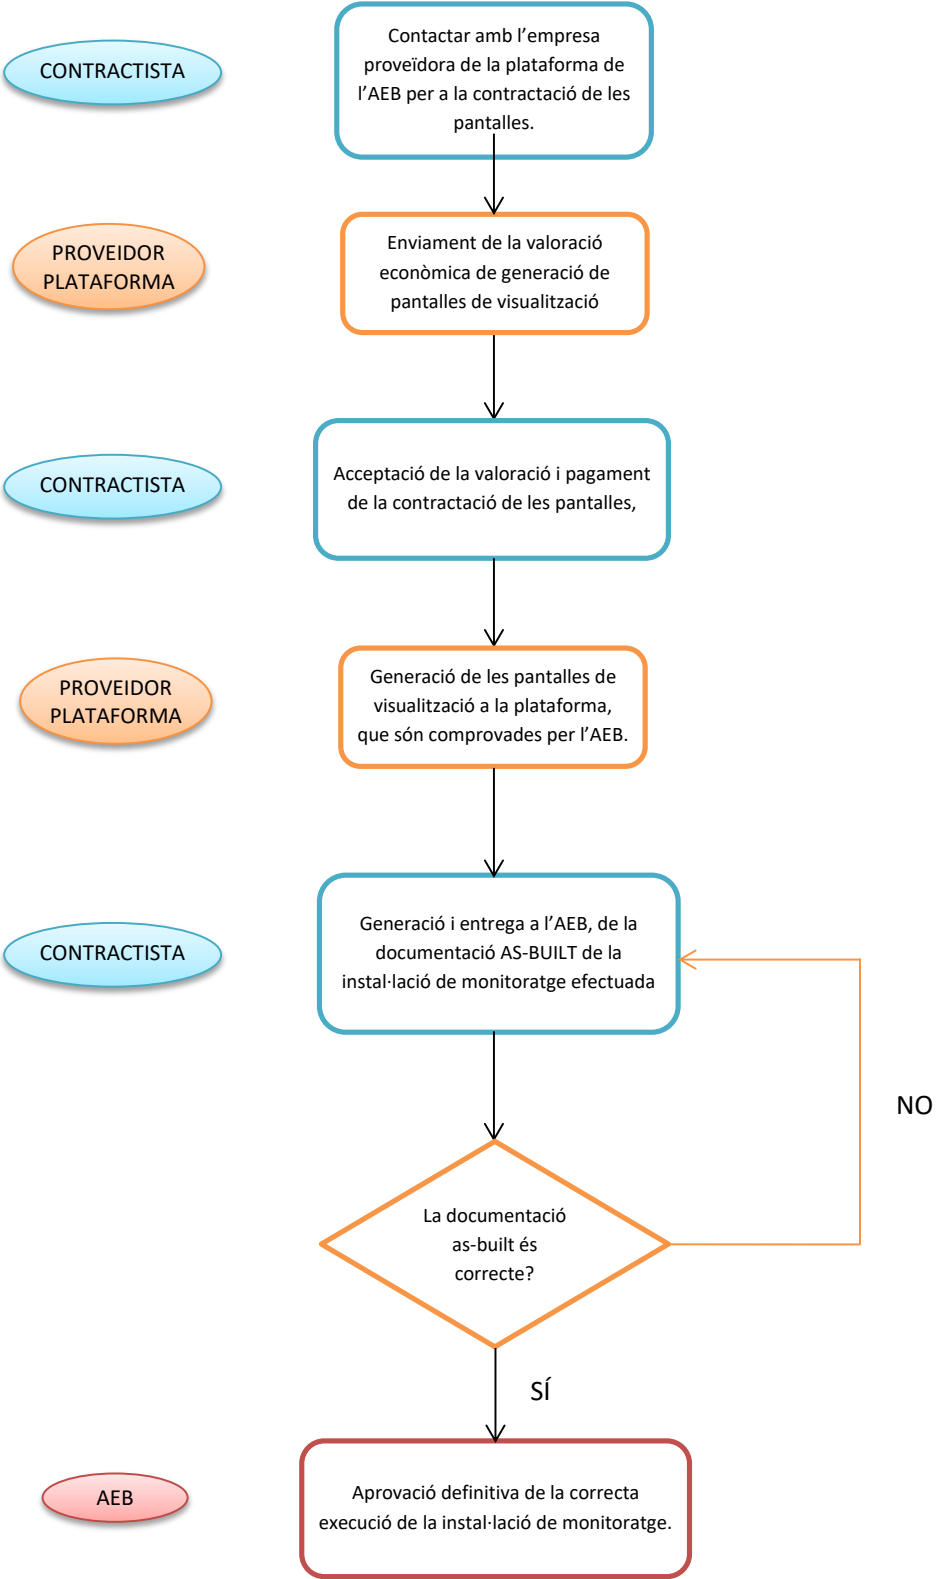 CONTRACTISTA
Contactar amb l’empresa
proveïdora de la plataforma de
l’AEB per a la contractació de les
pantalles.
PROVEIDOR
PLATAFORMA
Enviament de la valoració
econòmica de generació de
pantalles de visualització
CONTRACTISTA
Acceptació de la valoració i pagament
de la contractació de les pantalles,
PROVEIDOR
PLATAFORMA
Generació de les pantalles de
visualització a la plataforma,
que són comprovades per l’AEB.
CONTRACTISTA
Generació i entrega a l’AEB, de la
documentació AS-BUILT de la
instal·lació de monitoratge efectuada
NO
La documentació
as-built és
correcte?
SÍ
AEB
Aprovació definitiva de la correcta
execució de la instal·lació de monitoratge.